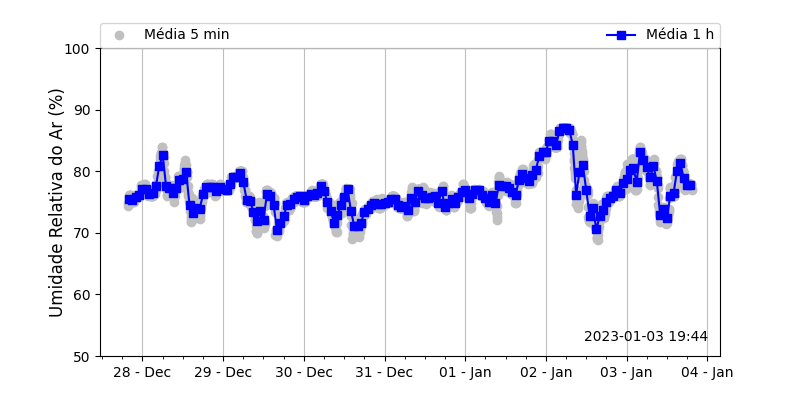 Média 5 min
Média 1 h
100
90
80
70
60
50
Umidade Relativa do Ar (%)
2023-01-03 19:44
28 - Dec
29 - Dec
30 - Dec
31 - Dec
01 - Jan
02 - Jan
03 - Jan
04 - Jan